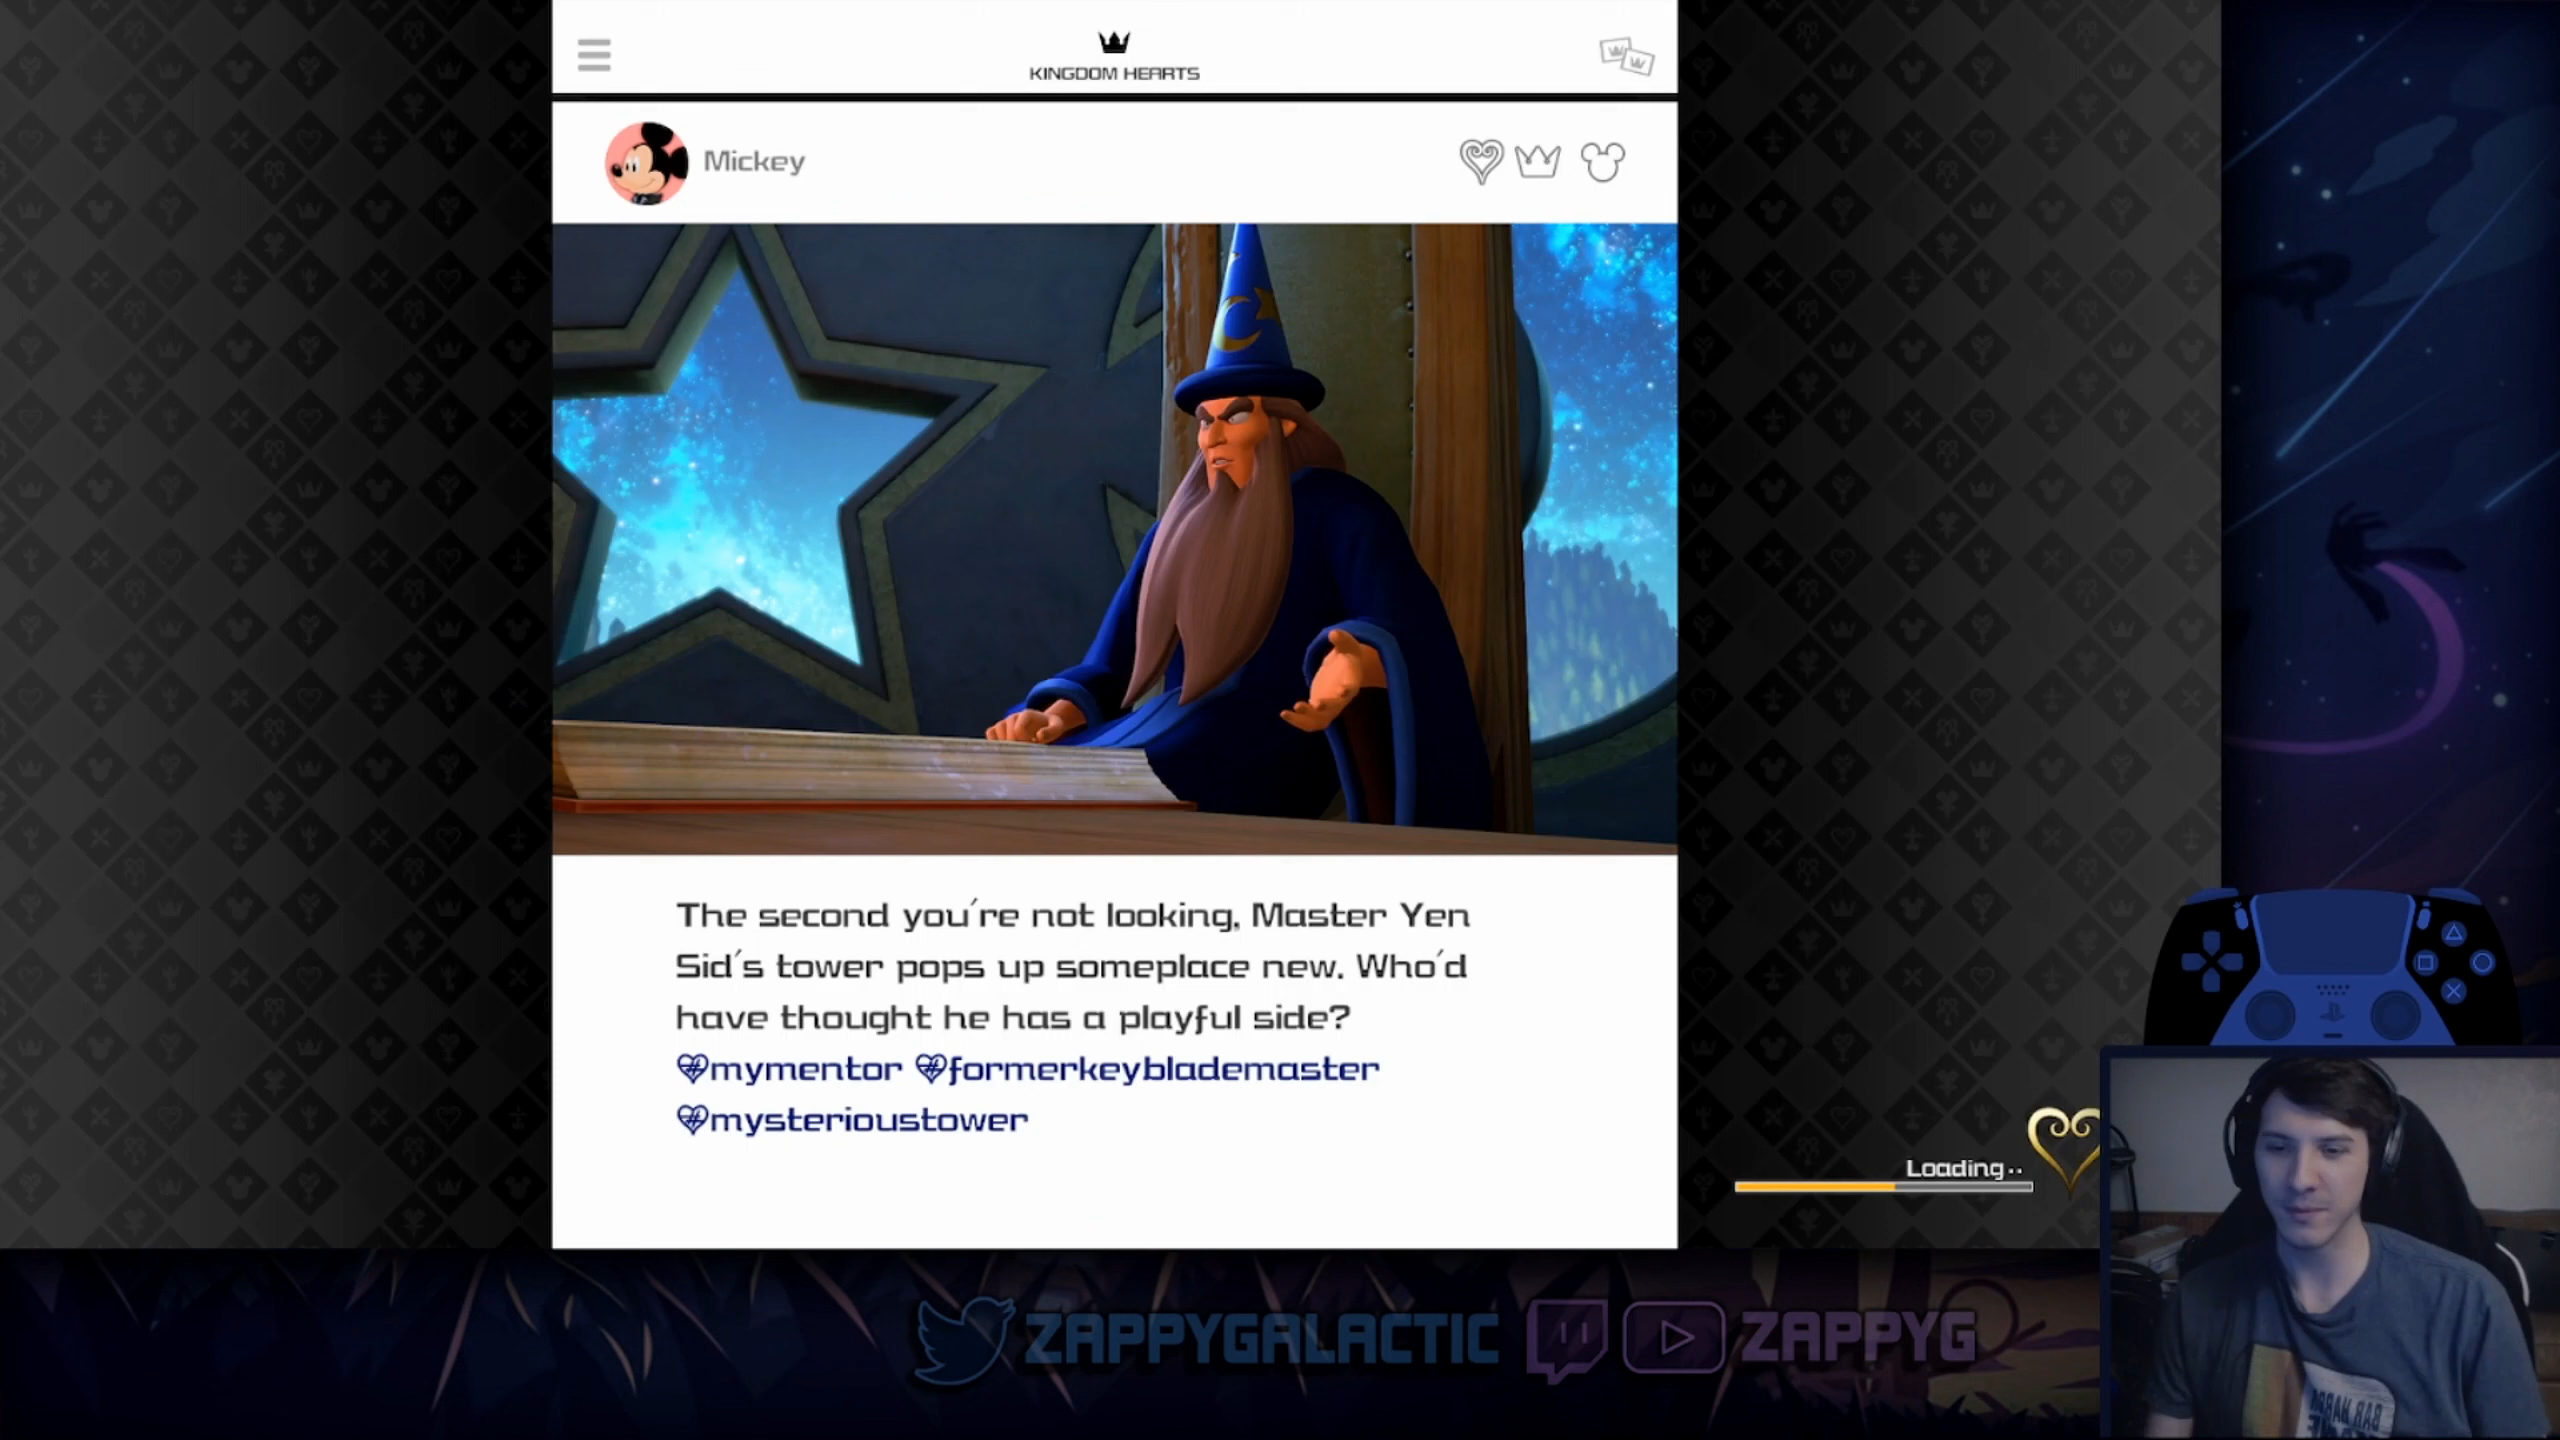 KINGDOM HEARTS
Mickey
The second you're not looking, Master Yen
Sid's tower pops up someplace new. Who'd
have thought he has a playful side?
#mymentor #formerkeyblademaster
#mysterioustower
Loading..
ZAPPYGALACTIC
ZAPPYG